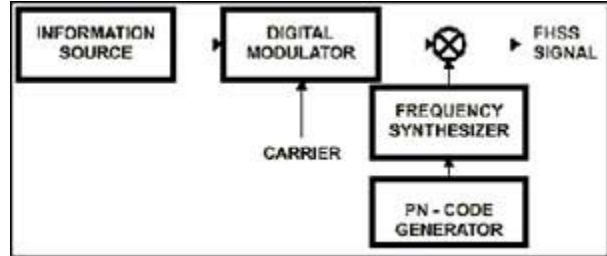 INFORMATION
SOURCE
DIGITAL
MODULATOR
FHSS
SIGNAL
CARRIER
FREQUENCY
SYNTHESIZER
PN - CODE
GENERATOR